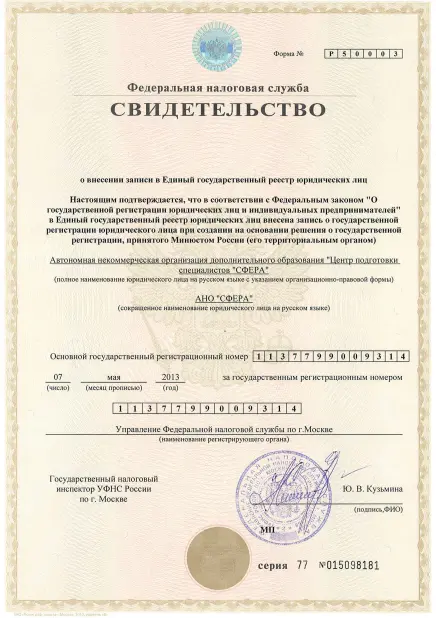 Форма № Р 5 0 0 0 3
Федеральная налоговая служба
СВИДЕТЕЛЬСТВО
о внесении записи в Единый государственный реестр юридических лиц
Настоящим подтверждается, что в соответствии с Федеральным законом "О
государственной регистрации юридических лиц и индивидуальных предпринимателей"
в Единый государственный реестр юридических лиц внесена запись о государственной
регистрации юридического лица при создании на основании решения о государственной
регистрации, принятого Минюстом России (его территориальным органом)
Автономная некоммерческая организация дополнительного образования "Центр подготовки
специалистов "СФЕРА"
(полное наименование юридического лица на русском языке с указанием организационно-правовой формы)
АНО "СФЕРА"
(сокращенное наименование юридического лица на русском языке)
Основной государственный регистрационный номер 1 1 3 7 7 9 9 0 0 9 3 1 4
07 мая 2013 за государственным регистрационным номером
(число) (месяц прописью) (год)
1 1 3 7 7 9 9 0 0 9 3 1 4
Управление Федеральной налоговой службы по г.Москве
(наименование регистрирующего органа)
Государственный налоговый
инспектор УФНС России
по г. Москве
Ю. В. Кузьмина
(подпись,ФИО)
МП
серия 77 №015098181